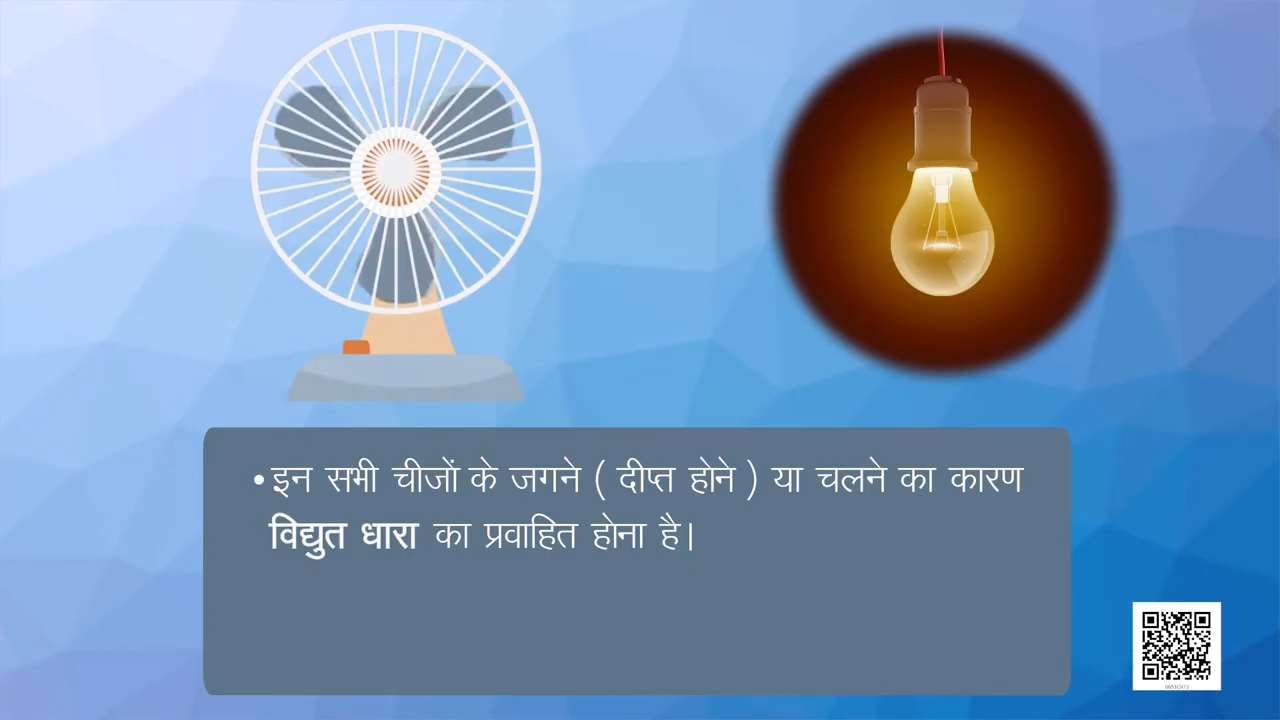 •इन सभी चीजों के जगने ( दीप्त होने ) या चलने का कारण
विद्युत धारा का प्रवाहित होना है।